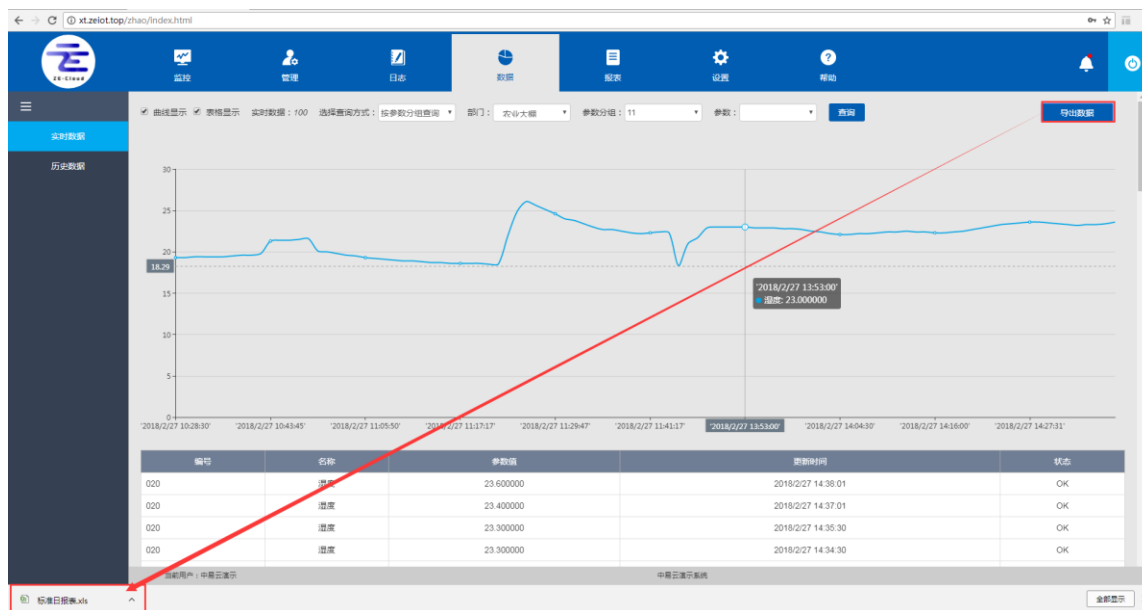 xt.zeiot.top/zhao/index.html
ZE-Cloud
监控 管理 日志 数据 报表 设置 帮助
曲线显示 表格显示 实时数据：100 选择查询方式：按参数分组查询 部门：农业大棚 参数分组：11 参数： 查询 导出数据
实时数据
历史数据
30
25
20
18.29
15
10
5
0
'2018/2/27 13:53:00'
湿度: 23.000000
'2018/2/27 10:28:30' '2018/2/27 10:43:45' '2018/2/27 11:05:50' '2018/2/27 11:17:17' '2018/2/27 11:29:47' '2018/2/27 11:41:17' '2018/2/27 13:53:00' '2018/2/27 14:04:30' '2018/2/27 14:16:00' '2018/2/27 14:27:31'
编号 名称 参数值 更新时间 状态
020 湿度 23.600000 2018/2/27 14:38:01 OK
020 湿度 23.400000 2018/2/27 14:37:01 OK
020 湿度 23.300000 2018/2/27 14:35:30 OK
020 湿度 23.300000 2018/2/27 14:34:30 OK
当前用户：中易云演示 中易云演示系统
标准日报表.xls 全部显示